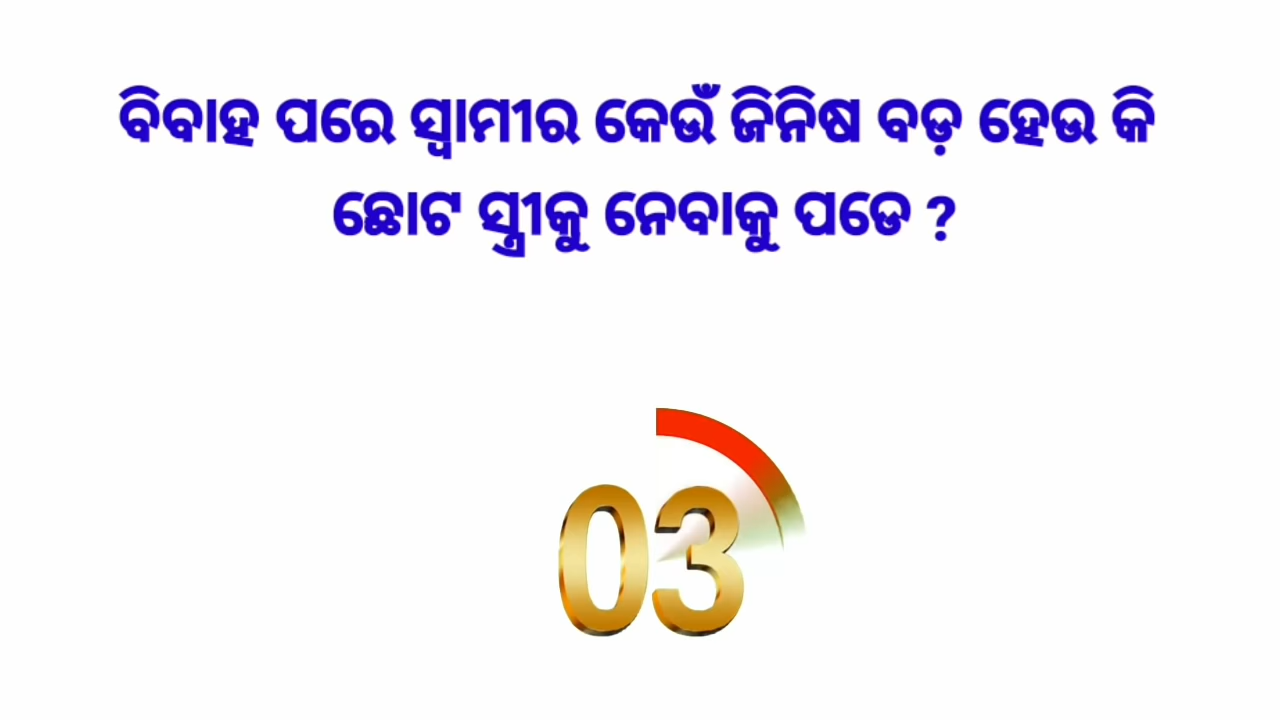 ବିବାହ ପରେ ସ୍ୱାମୀର କେଉଁ ଜିନିଷ ବଡ଼ ହେଉ କି
ଛୋଟ ସ୍ତ୍ରୀକୁ ନେବାକୁ ପଡେ ?
03